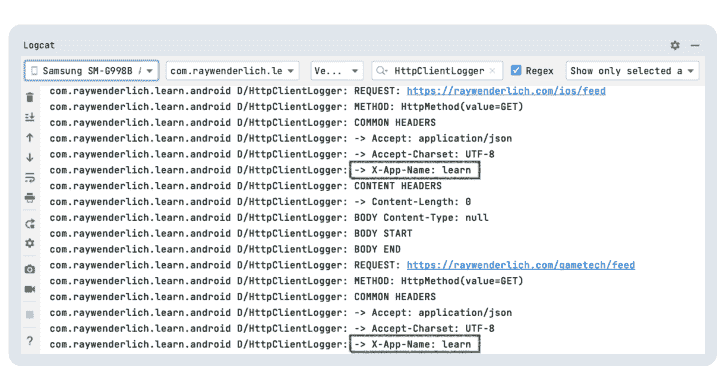 Logcat
Samsung SM-G998B com.raywenderlich.le Ve... HttpClientLogger Regex Show only selected a
com.raywenderlich.learn.android D/HttpClientLogger: REQUEST: https://raywenderlich.com/ios/feed
com.raywenderlich.learn.android D/HttpClientLogger: METHOD: HttpMethod(value=GET)
com.raywenderlich.learn.android D/HttpClientLogger: COMMON HEADERS
com.raywenderlich.learn.android D/HttpClientLogger: -> Accept: application/json
com.raywenderlich.learn.android D/HttpClientLogger: -> Accept-Charset: UTF-8
com.raywenderlich.learn.android D/HttpClientLogger: -> X-App-Name: learn
com.raywenderlich.learn.android D/HttpClientLogger: CONTENT HEADERS
com.raywenderlich.learn.android D/HttpClientLogger: -> Content-Length: 0
com.raywenderlich.learn.android D/HttpClientLogger: BODY Content-Type: null
com.raywenderlich.learn.android D/HttpClientLogger: BODY START
com.raywenderlich.learn.android D/HttpClientLogger: BODY END
com.raywenderlich.learn.android D/HttpClientLogger: REQUEST: https://raywenderlich.com/gametech/feed
com.raywenderlich.learn.android D/HttpClientLogger: METHOD: HttpMethod(value=GET)
com.raywenderlich.learn.android D/HttpClientLogger: COMMON HEADERS
com.raywenderlich.learn.android D/HttpClientLogger: -> Accept: application/json
com.raywenderlich.learn.android D/HttpClientLogger: -> Accept-Charset: UTF-8
com.raywenderlich.learn.android D/HttpClientLogger: -> X-App-Name: learn